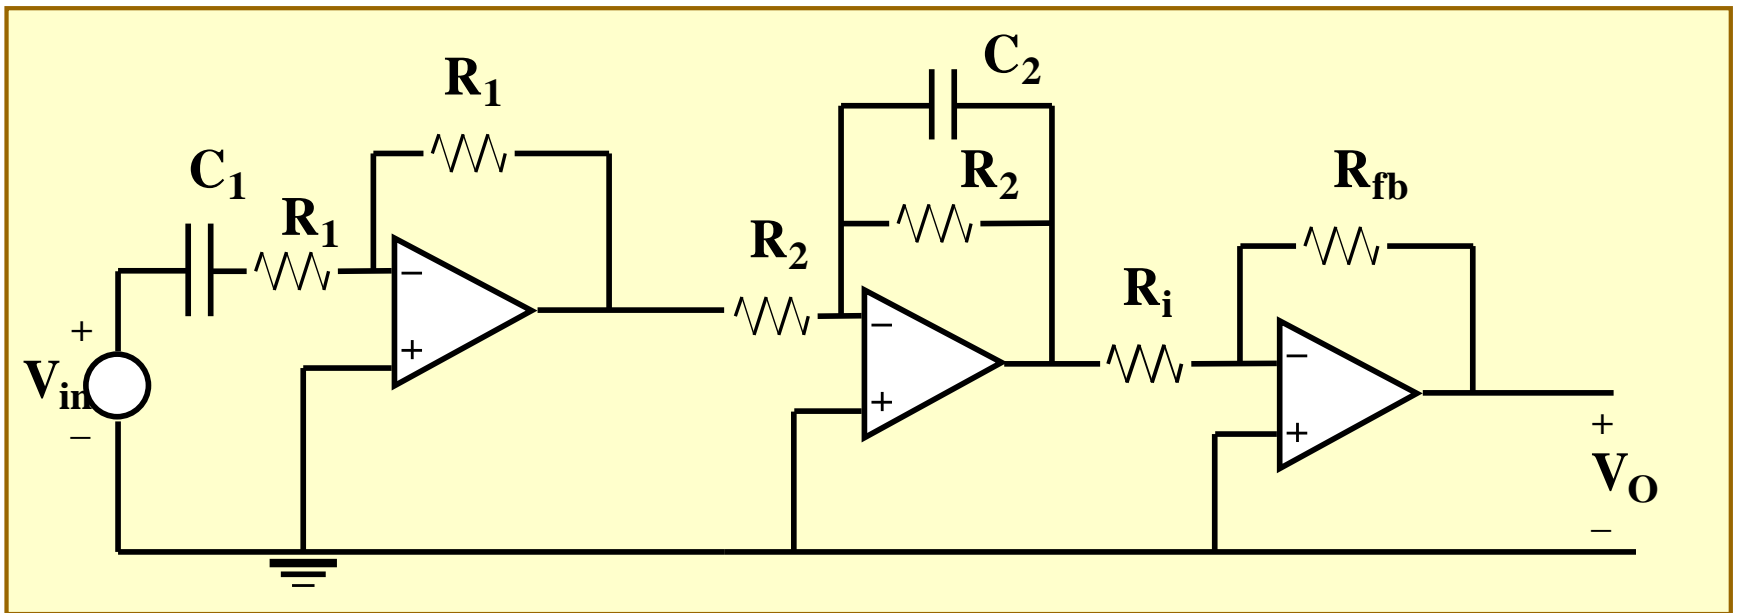 C2
R1
C1
R2
Rfb
R1
R2
Ri
−
−
+
+
−
Vin
+
−
+
+
VO
−